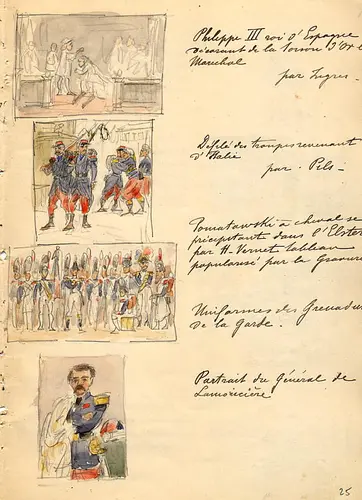 Philippe III roi d'Espagne
décorant de la Toison d'Or le
Marechal
par Ingres
Défilé des troupes revenant
d'Italie
par Pils
Poniatowski à cheval se
précipitant dans l'Elster
par H. Vernet tableau
popularisé par la Gravure
Uniformes des Grenadiers
de la Garde.
Portrait du Général de
Lamoricière
25